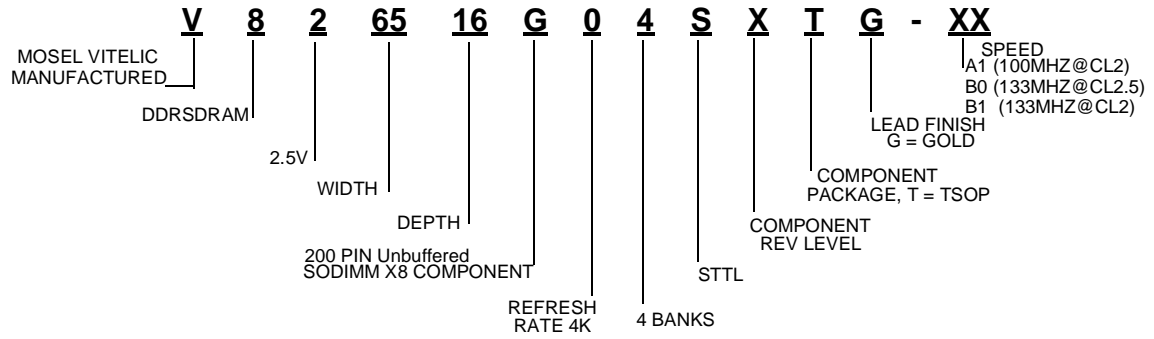 V 8 2 65 16 G 0 4 S X T G - XX
MOSEL VITELIC
MANUFACTURED
SPEED
A1 (100MHZ@CL2)
B0 (133MHZ@CL2.5)
B1 (133MHZ@CL2)
DDRSDRAM
LEAD FINISH
G = GOLD
2.5V
COMPONENT
PACKAGE, T = TSOP
WIDTH
DEPTH
COMPONENT
REV LEVEL
200 PIN Unbuffered
SODIMM X8 COMPONENT
STTL
REFRESH
RATE 4K
4 BANKS